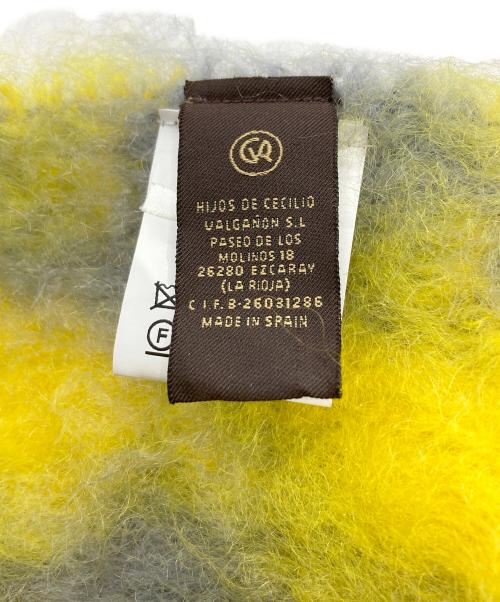 HIJOS DE CECILIO
VALGAÑON S.L
PASEO DE LOS
MOLINOS 18
26280 EZCARAY
(LA RIOJA)
C I.F. B-26031286
MADE IN SPAIN
F